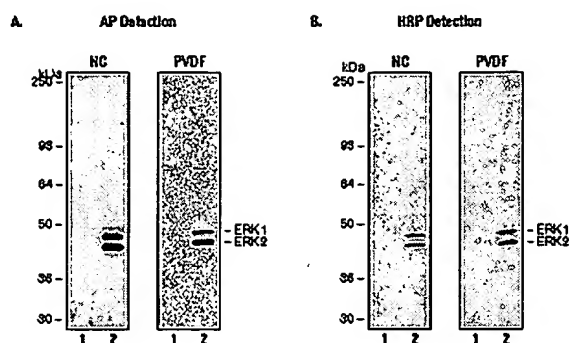 A. AP Detection
NC PVDF
kDa
250 –
93 –
64 –
50 –
– ERK1
– ERK2
36 –
30 –
1 2 1 2
B. HRP Detection
NC PVDF
kDa
250 –
93 –
64 –
50 –
– ERK1
– ERK2
36 –
30 –
1 2 1 2